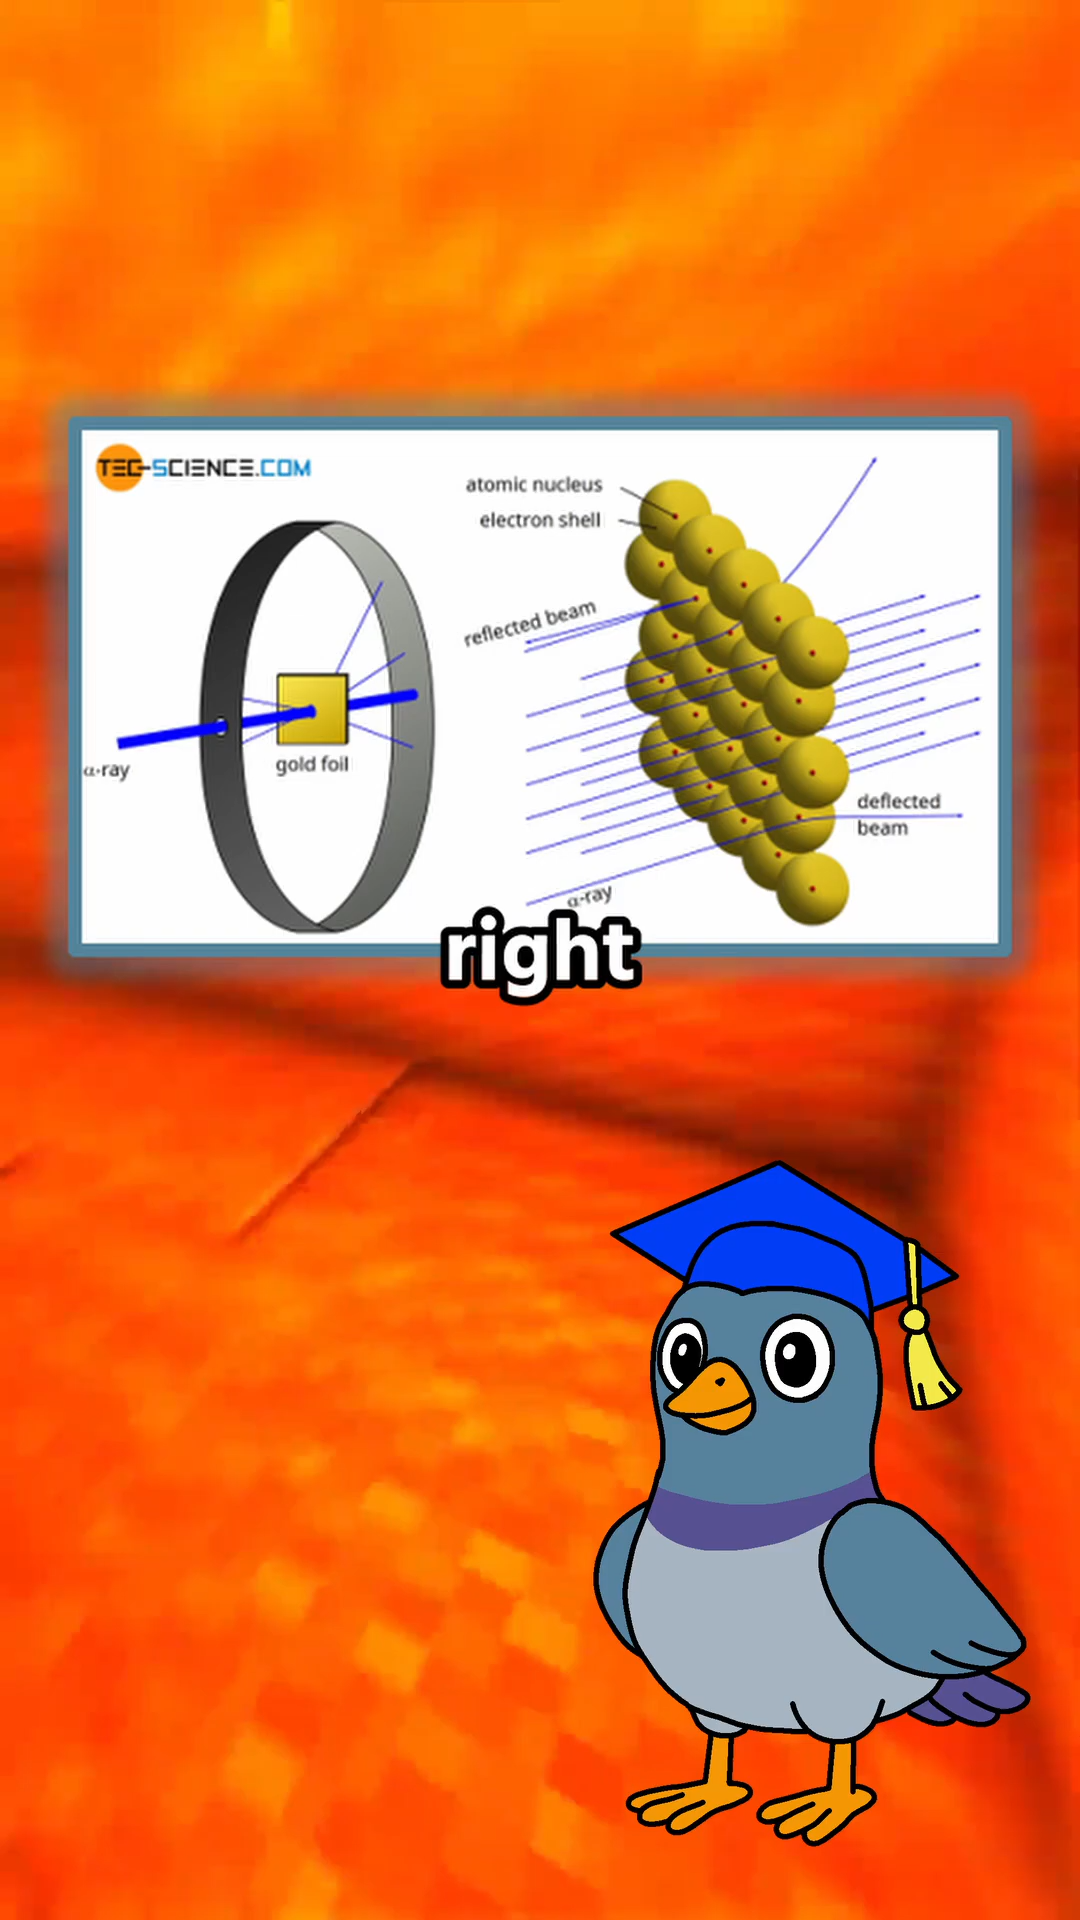 TEC-SCIENCE.COM
atomic nucleus
electron shell
reflected beam
α-ray
gold foil
deflected
beam
α-ray
right